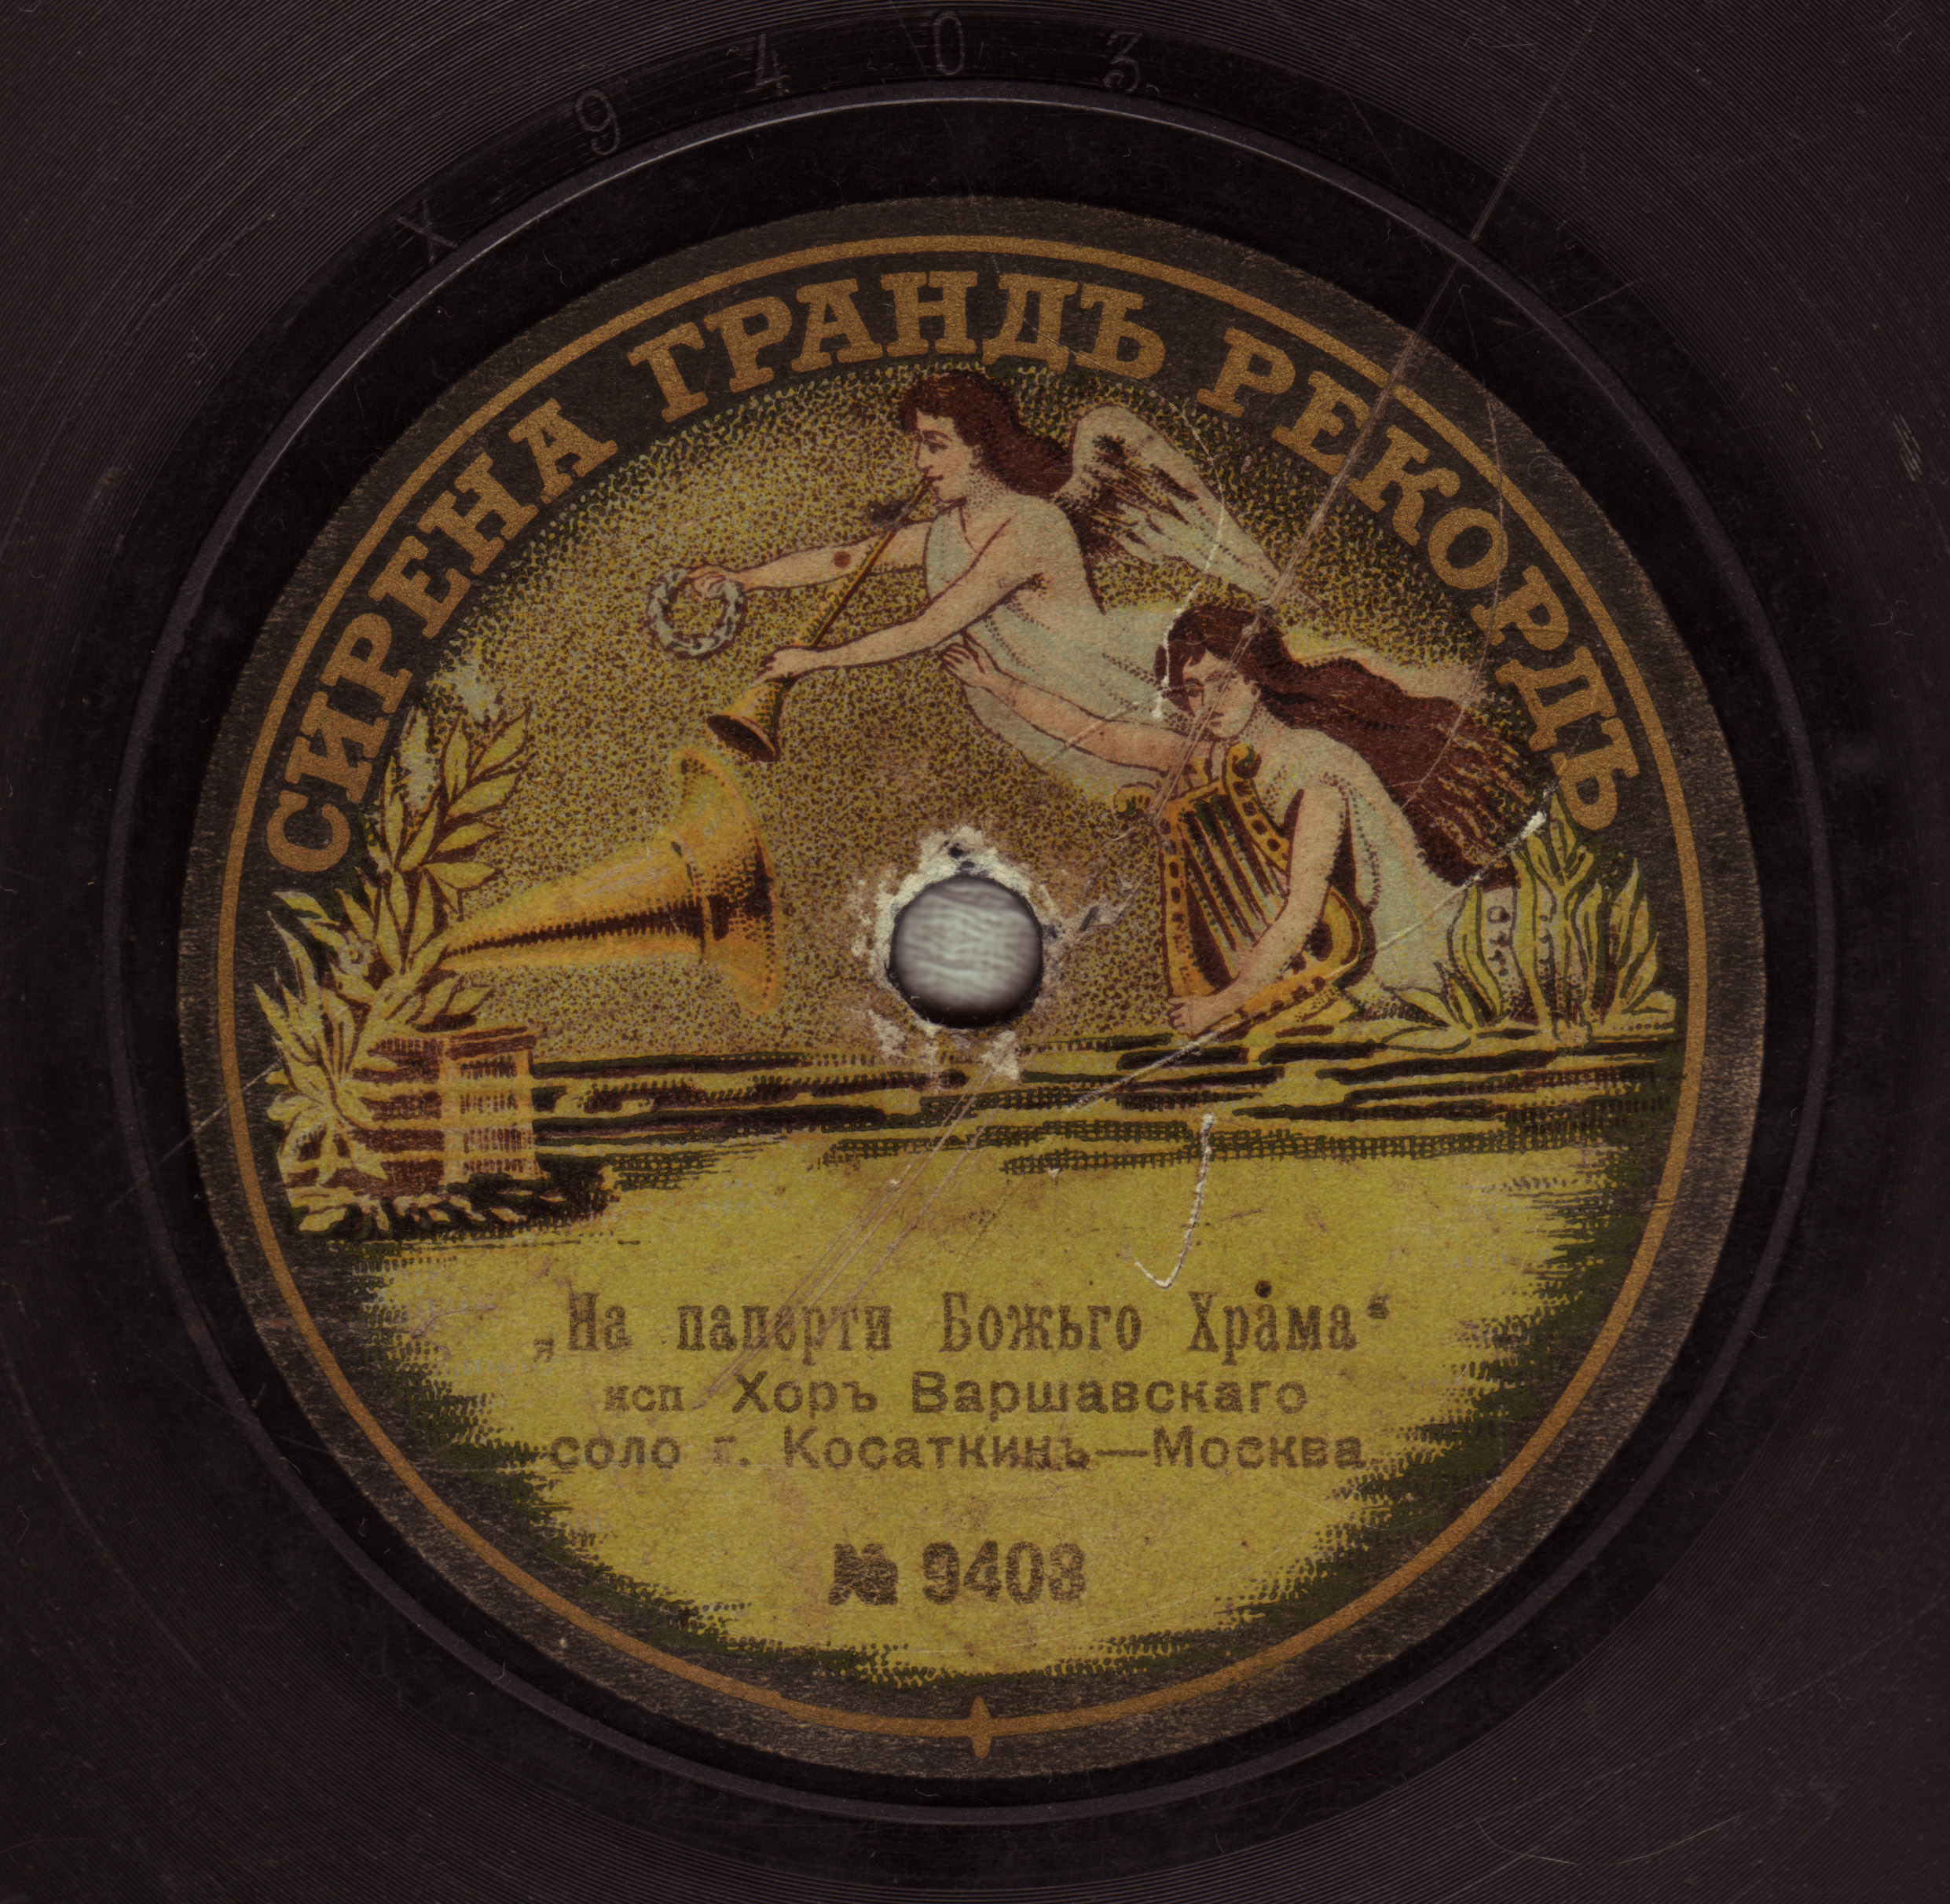 X 9403
СИРЕНА ГРАНДЪ РЕКОРДЪ
„На паперти Божьго Храма“
исп Хоръ Варшавскаго
соло г. Косаткинъ—Москва
№ 9403